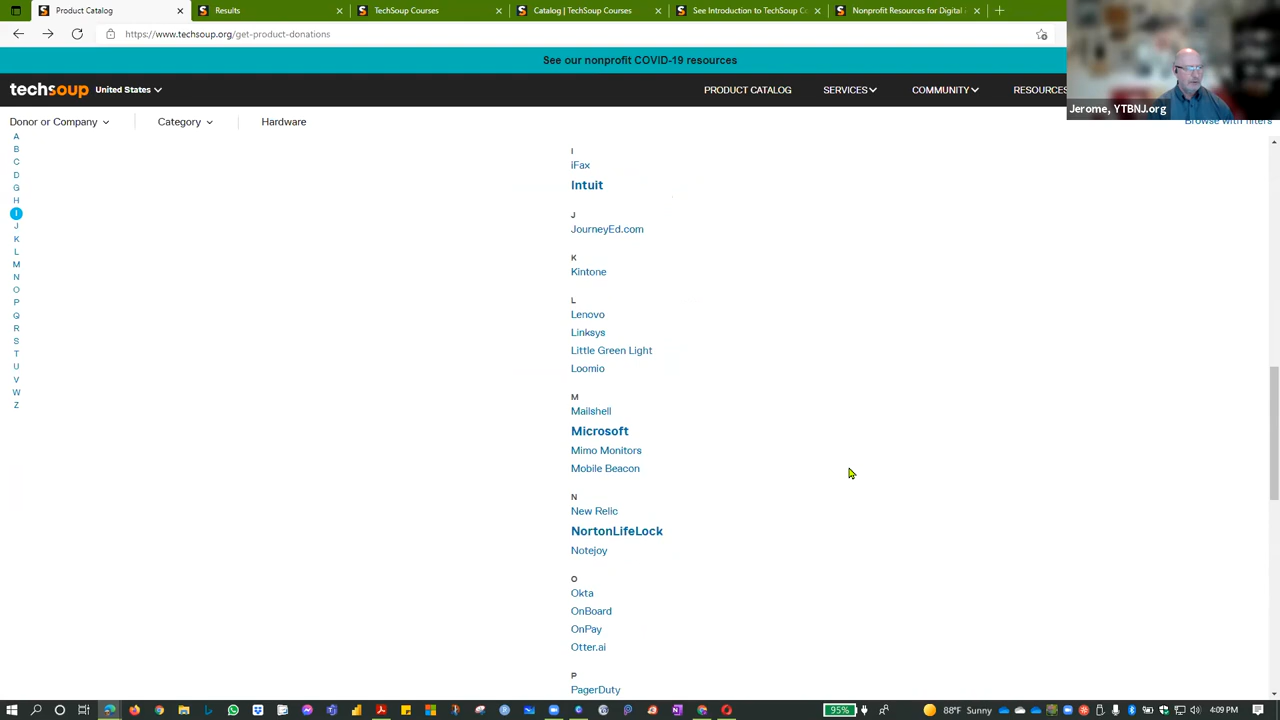 Product Catalog
Results
TechSoup Courses
Catalog | TechSoup Courses
See Introduction to TechSoup Co
Nonprofit Resources for Digital
https://www.techsoup.org/get-product-donations
See our nonprofit COVID-19 resources
techsoup
United States
PRODUCT CATALOG
SERVICES
COMMUNITY
RESOURCES
Jerome, YTBNJ.org
Donor or Company
Category
Hardware
Browse with filters
A
B
C
D
G
H
I
J
K
L
M
N
O
P
Q
R
S
T
U
V
W
Z
I
iFax
Intuit
J
JourneyEd.com
K
Kintone
L
Lenovo
Linksys
Little Green Light
Loomio
M
Mailshell
Microsoft
Mimo Monitors
Mobile Beacon
N
New Relic
NortonLifeLock
Notejoy
O
Okta
OnBoard
OnPay
Otter.ai
P
PagerDuty
95%
88°F Sunny
4:09 PM